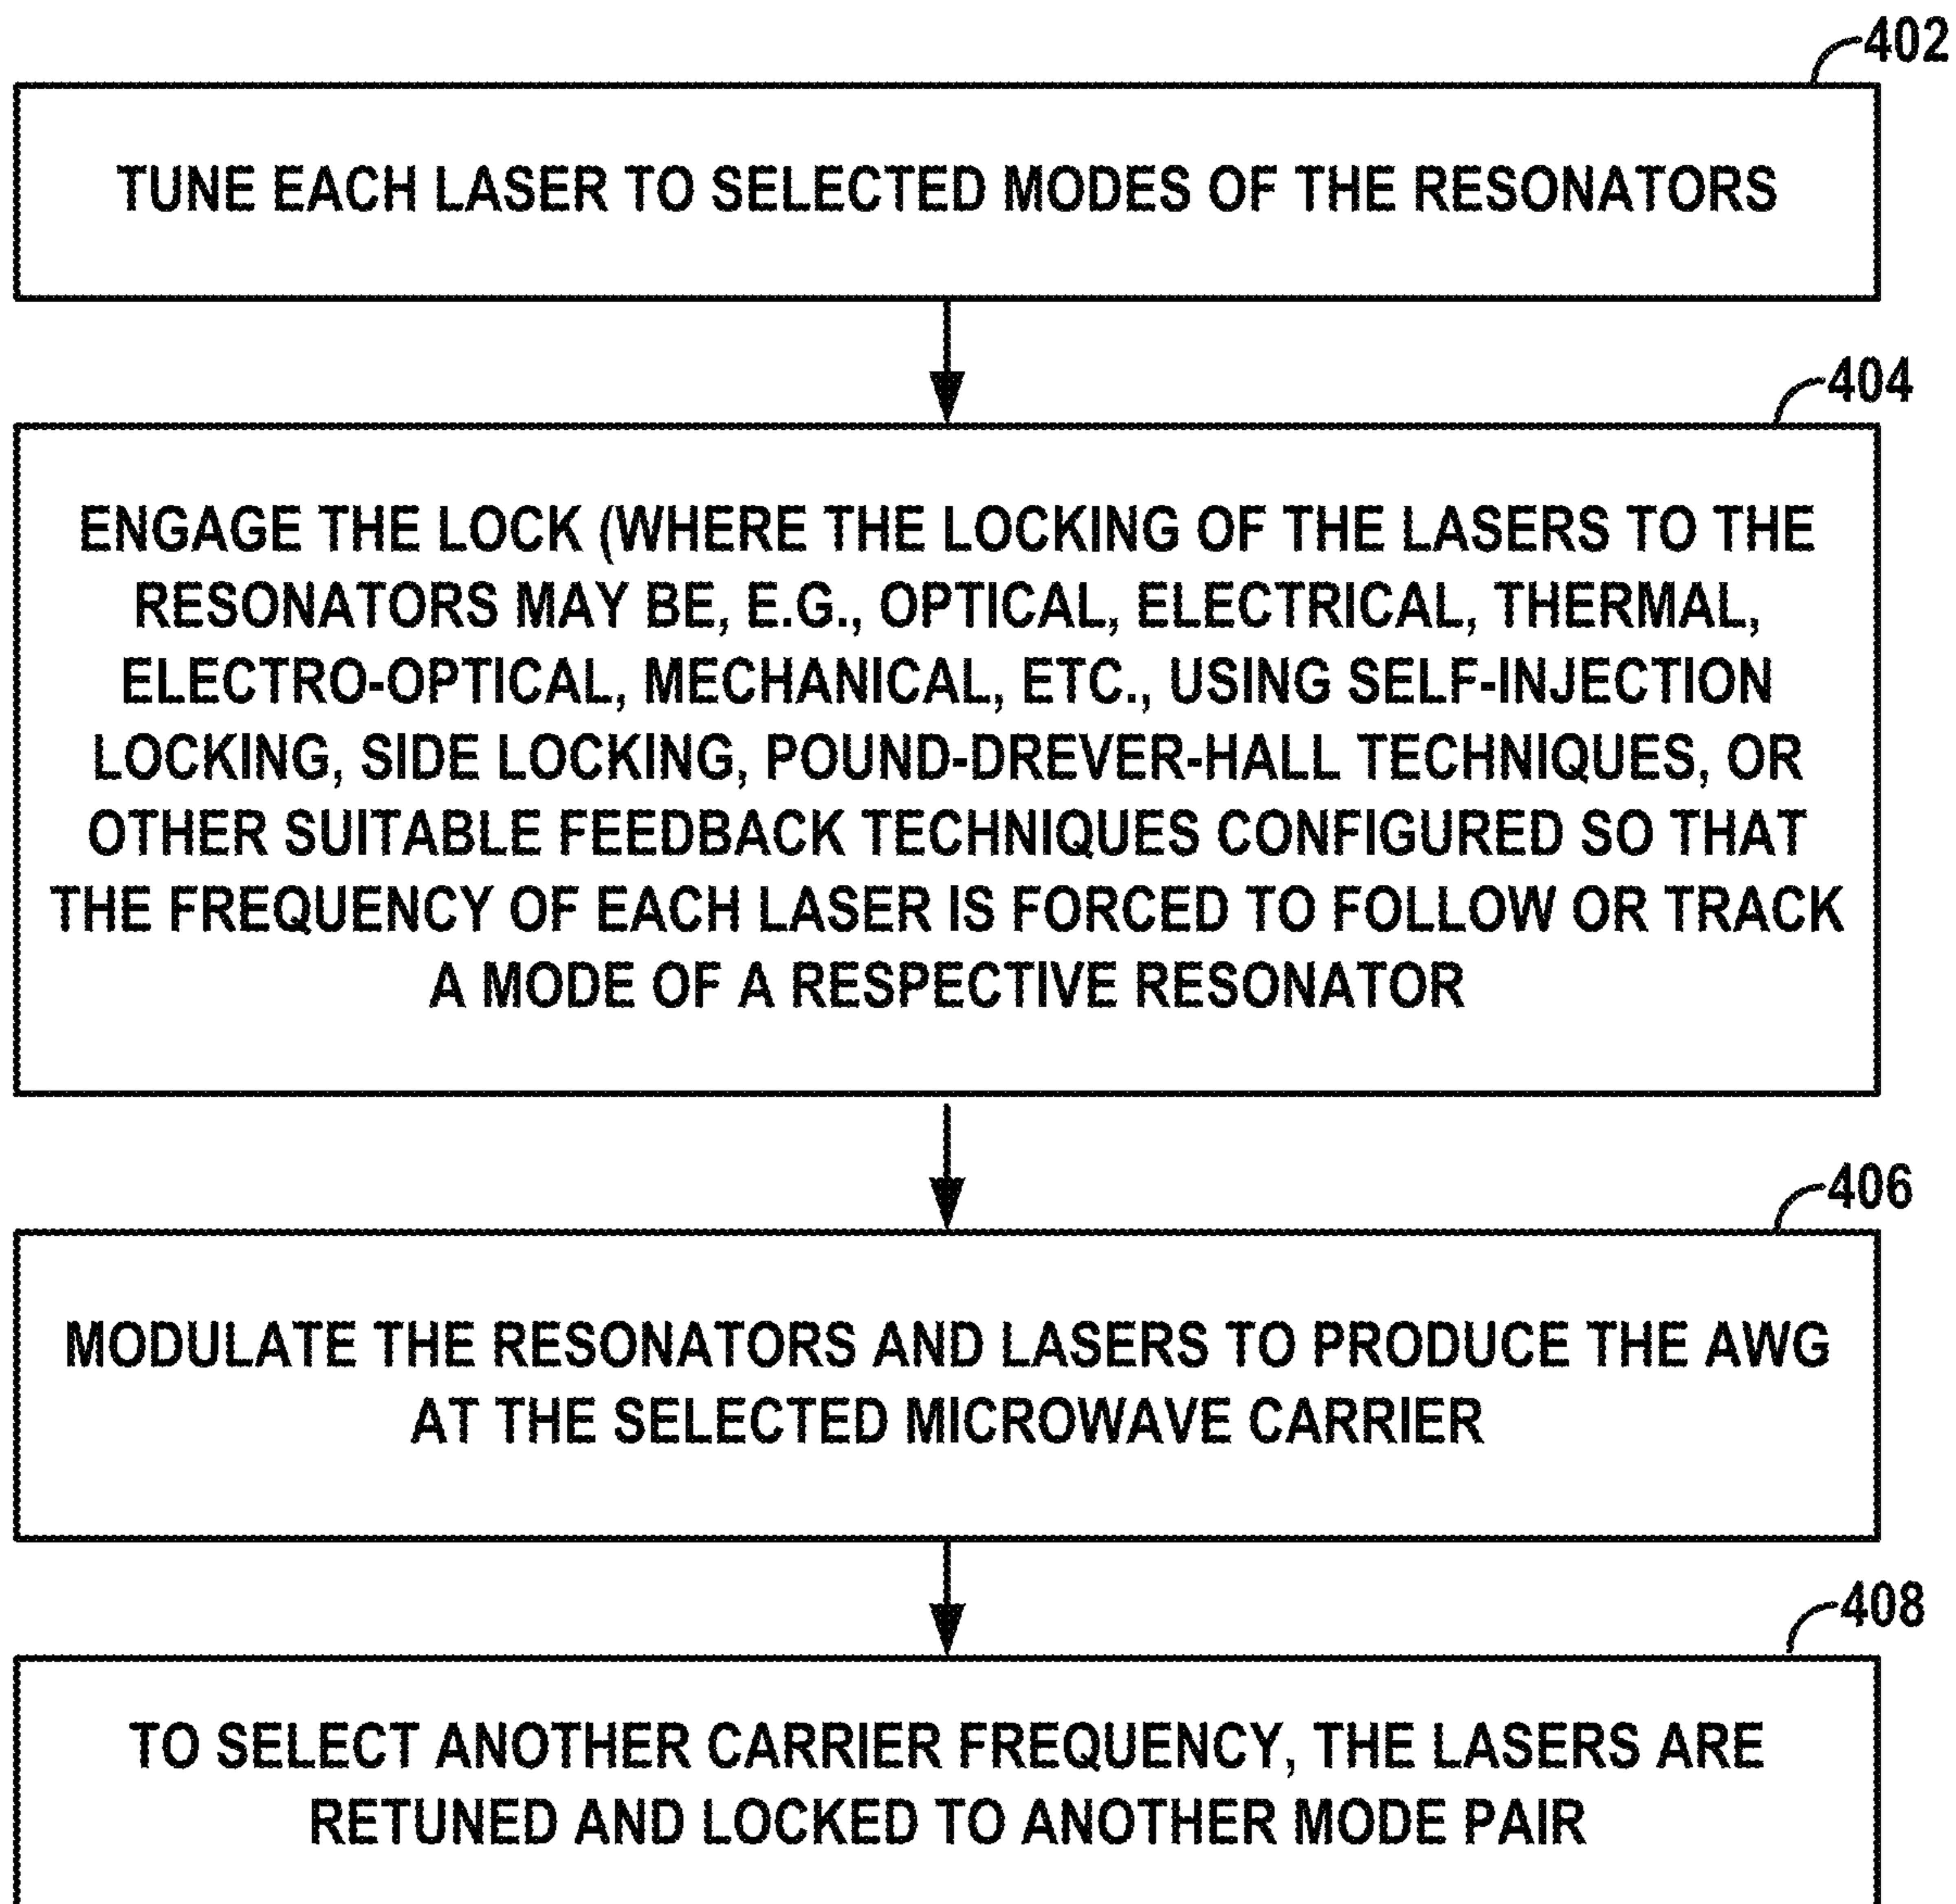 402
TUNE EACH LASER TO SELECTED MODES OF THE RESONATORS
404
ENGAGE THE LOCK (WHERE THE LOCKING OF THE LASERS TO THE
RESONATORS MAY BE, E.G., OPTICAL, ELECTRICAL, THERMAL,
ELECTRO-OPTICAL, MECHANICAL, ETC., USING SELF-INJECTION
LOCKING, SIDE LOCKING, POUND-DREVER-HALL TECHNIQUES, OR
OTHER SUITABLE FEEDBACK TECHNIQUES CONFIGURED SO THAT
THE FREQUENCY OF EACH LASER IS FORCED TO FOLLOW OR TRACK
A MODE OF A RESPECTIVE RESONATOR
406
MODULATE THE RESONATORS AND LASERS TO PRODUCE THE AWG
AT THE SELECTED MICROWAVE CARRIER
408
TO SELECT ANOTHER CARRIER FREQUENCY, THE LASERS ARE
RETUNED AND LOCKED TO ANOTHER MODE PAIR